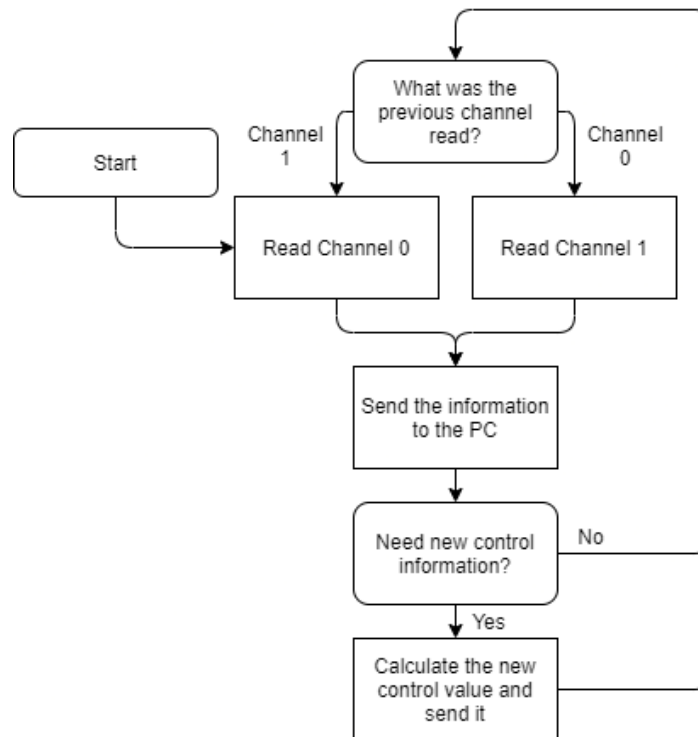 What was the
previous channel
read?
Channel
1
Channel
0
Start
Read Channel 0
Read Channel 1
Send the information
to the PC
Need new control
information?
No
Yes
Calculate the new
control value and
send it